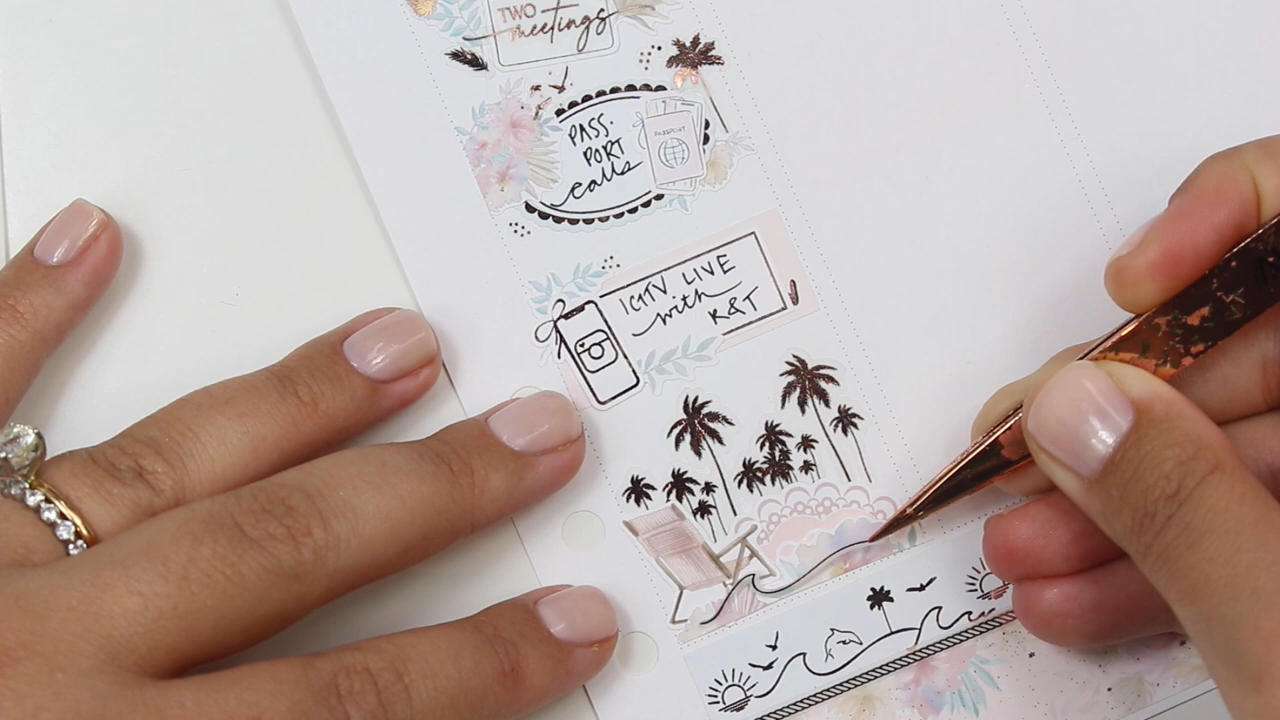 TWO
meetings
PASS-
PORT
calls
PASSPORT
IGTV LIVE
with
K&T